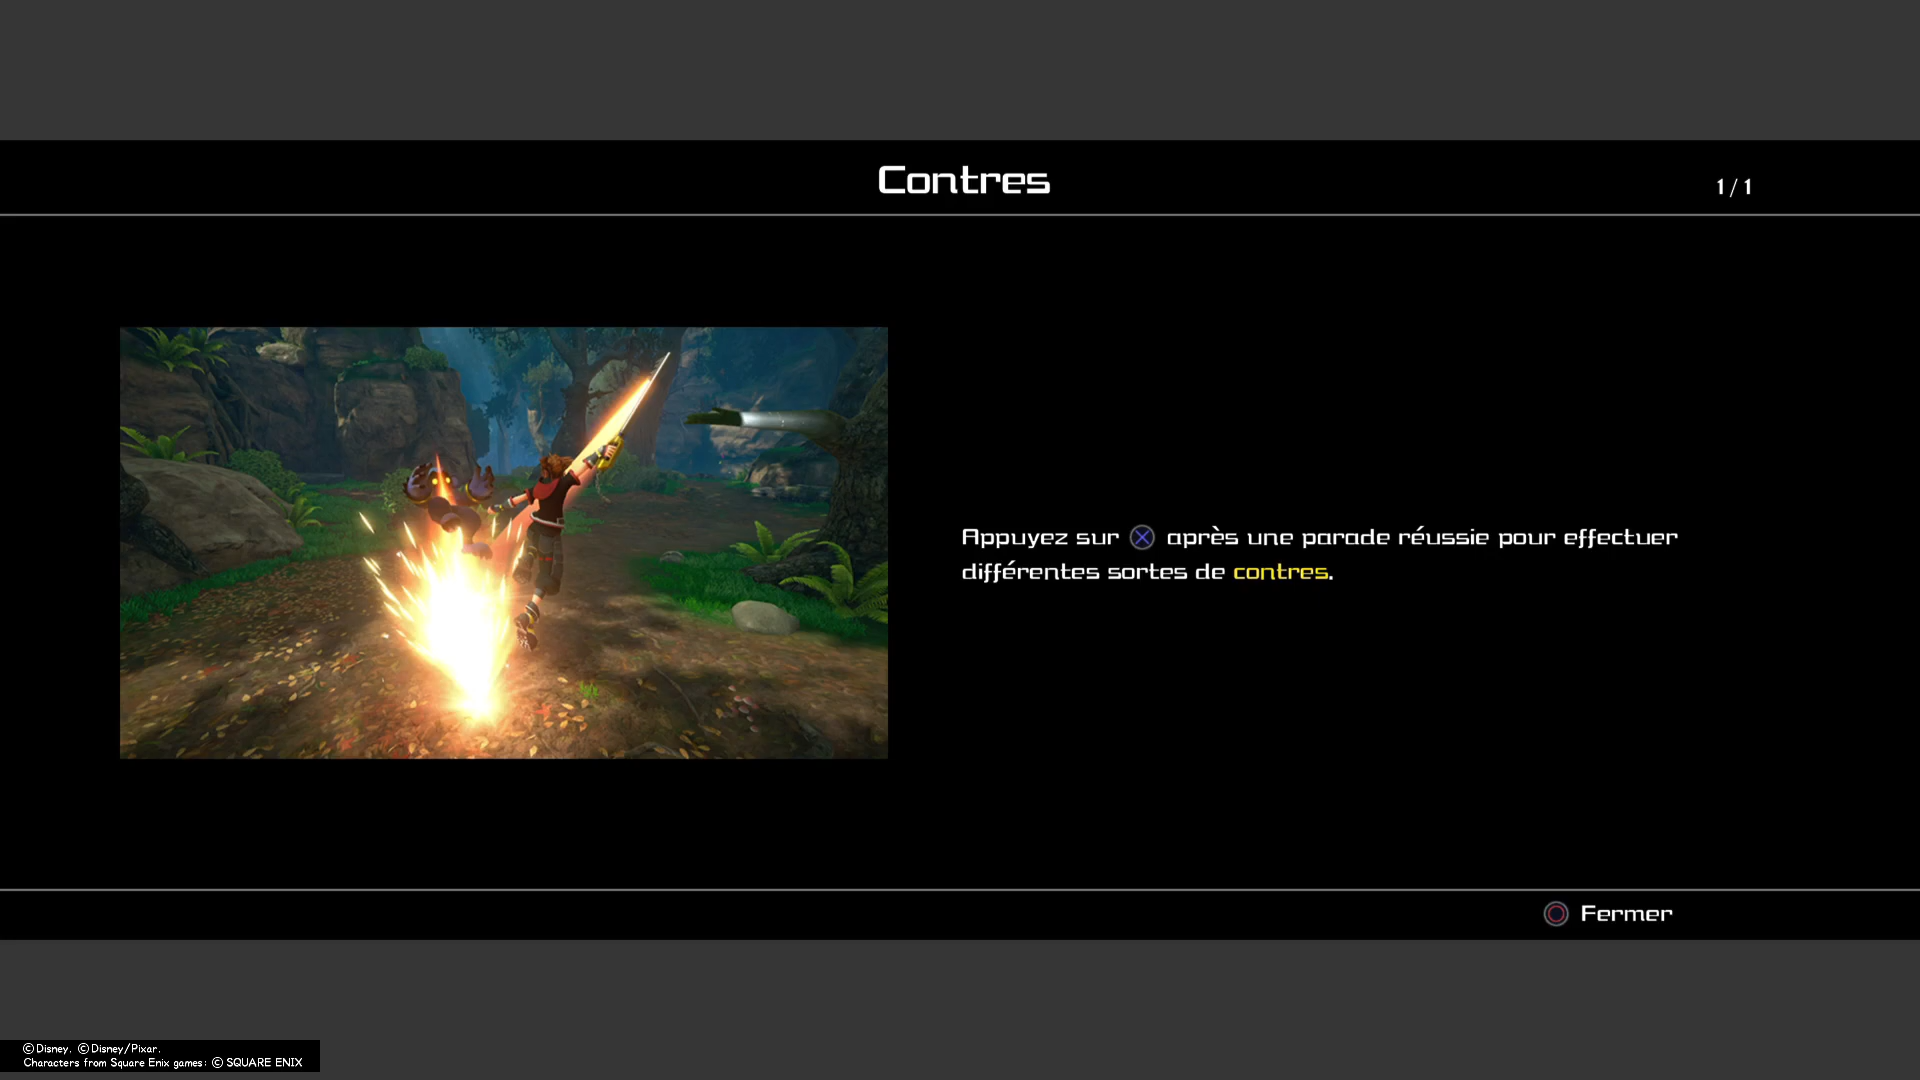 Contres
1 / 1
Appuyez sur ⓧ après une parade réussie pour effectuer
différentes sortes de contres.
Fermer
©Disney. ©Disney/Pixar.
Characters from Square Enix games: © SQUARE ENIX